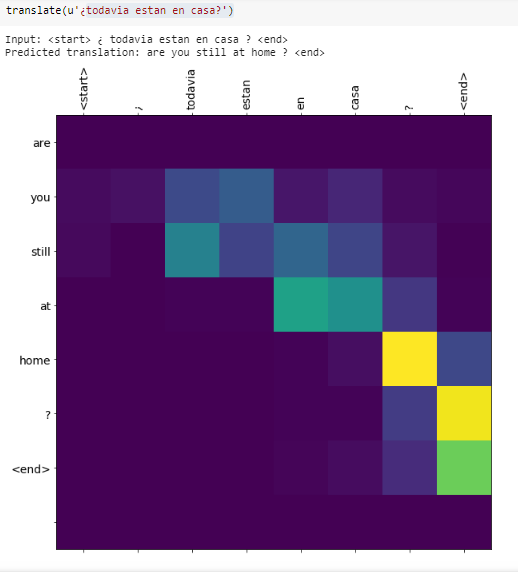 translate(u'¿todavia estan en casa?')
Input: <start> ¿ todavia estan en casa ? <end>
Predicted translation: are you still at home ? <end>
<start>
¿
todavia
estan
en
casa
?
<end>
are
you
still
at
home
?
<end>